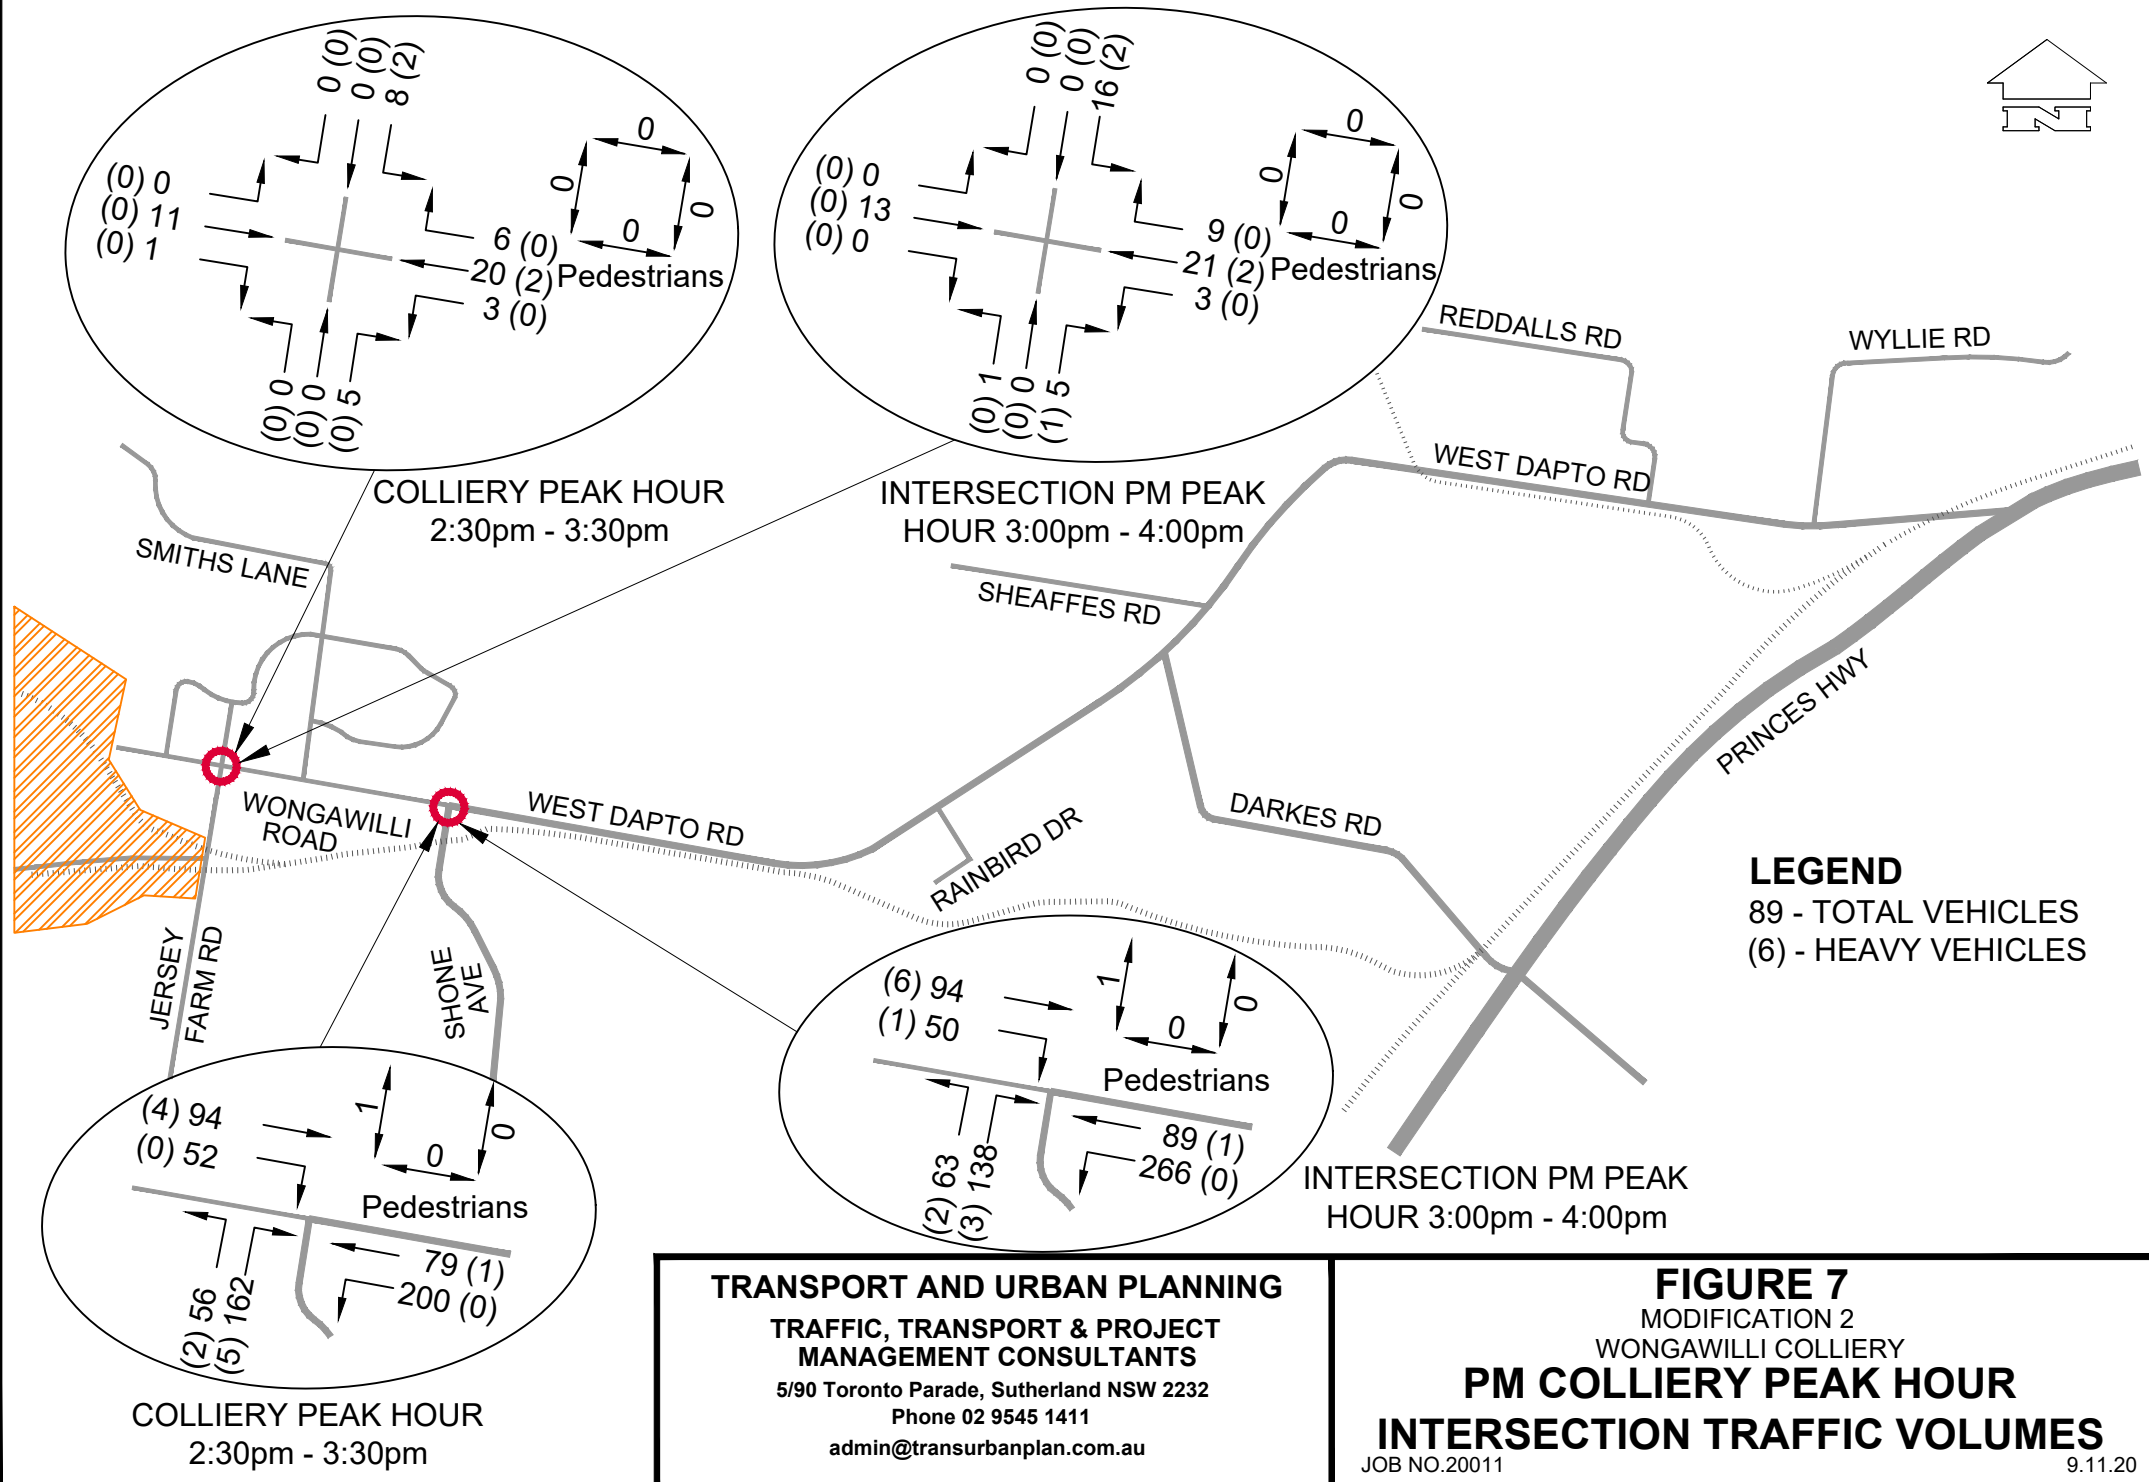 0 (0)
0 (0)
8 (2)
(0) 0
(0) 11
(0) 1
6 (0)
20 (2)
3 (0)
(0) 0
(0) 0
(0) 5
0
0
0
0
Pedestrians
COLLIERY PEAK HOUR
2:30pm - 3:30pm
0 (0)
0 (0)
16 (2)
(0) 0
(0) 13
(0) 0
9 (0)
21 (2)
3 (0)
(0) 1
(0) 0
(1) 5
0
0
0
0
Pedestrians
INTERSECTION PM PEAK
HOUR 3:00pm - 4:00pm
N
REDDALLS RD
WYLLIE RD
WEST DAPTO RD
SMITHS LANE
SHEAFFES RD
PRINCES HWY
WONGAWILLI
ROAD
WEST DAPTO RD
RAINBIRD DR
DARKES RD
JERSEY
FARM RD
SHONE
AVE
LEGEND
89 - TOTAL VEHICLES
(6) - HEAVY VEHICLES
(6) 94
(1) 50
1
0
0
Pedestrians
89 (1)
266 (0)
(2) 63
(3) 138
INTERSECTION PM PEAK
HOUR 3:00pm - 4:00pm
(4) 94
(0) 52
1
0
0
Pedestrians
79 (1)
200 (0)
(2) 56
(5) 162
COLLIERY PEAK HOUR
2:30pm - 3:30pm
TRANSPORT AND URBAN PLANNING
TRAFFIC, TRANSPORT & PROJECT
MANAGEMENT CONSULTANTS
5/90 Toronto Parade, Sutherland NSW 2232
Phone 02 9545 1411
admin@transurbanplan.com.au
FIGURE 7
MODIFICATION 2
WONGAWILLI COLLIERY
PM COLLIERY PEAK HOUR
INTERSECTION TRAFFIC VOLUMES
JOB NO.20011
9.11.20